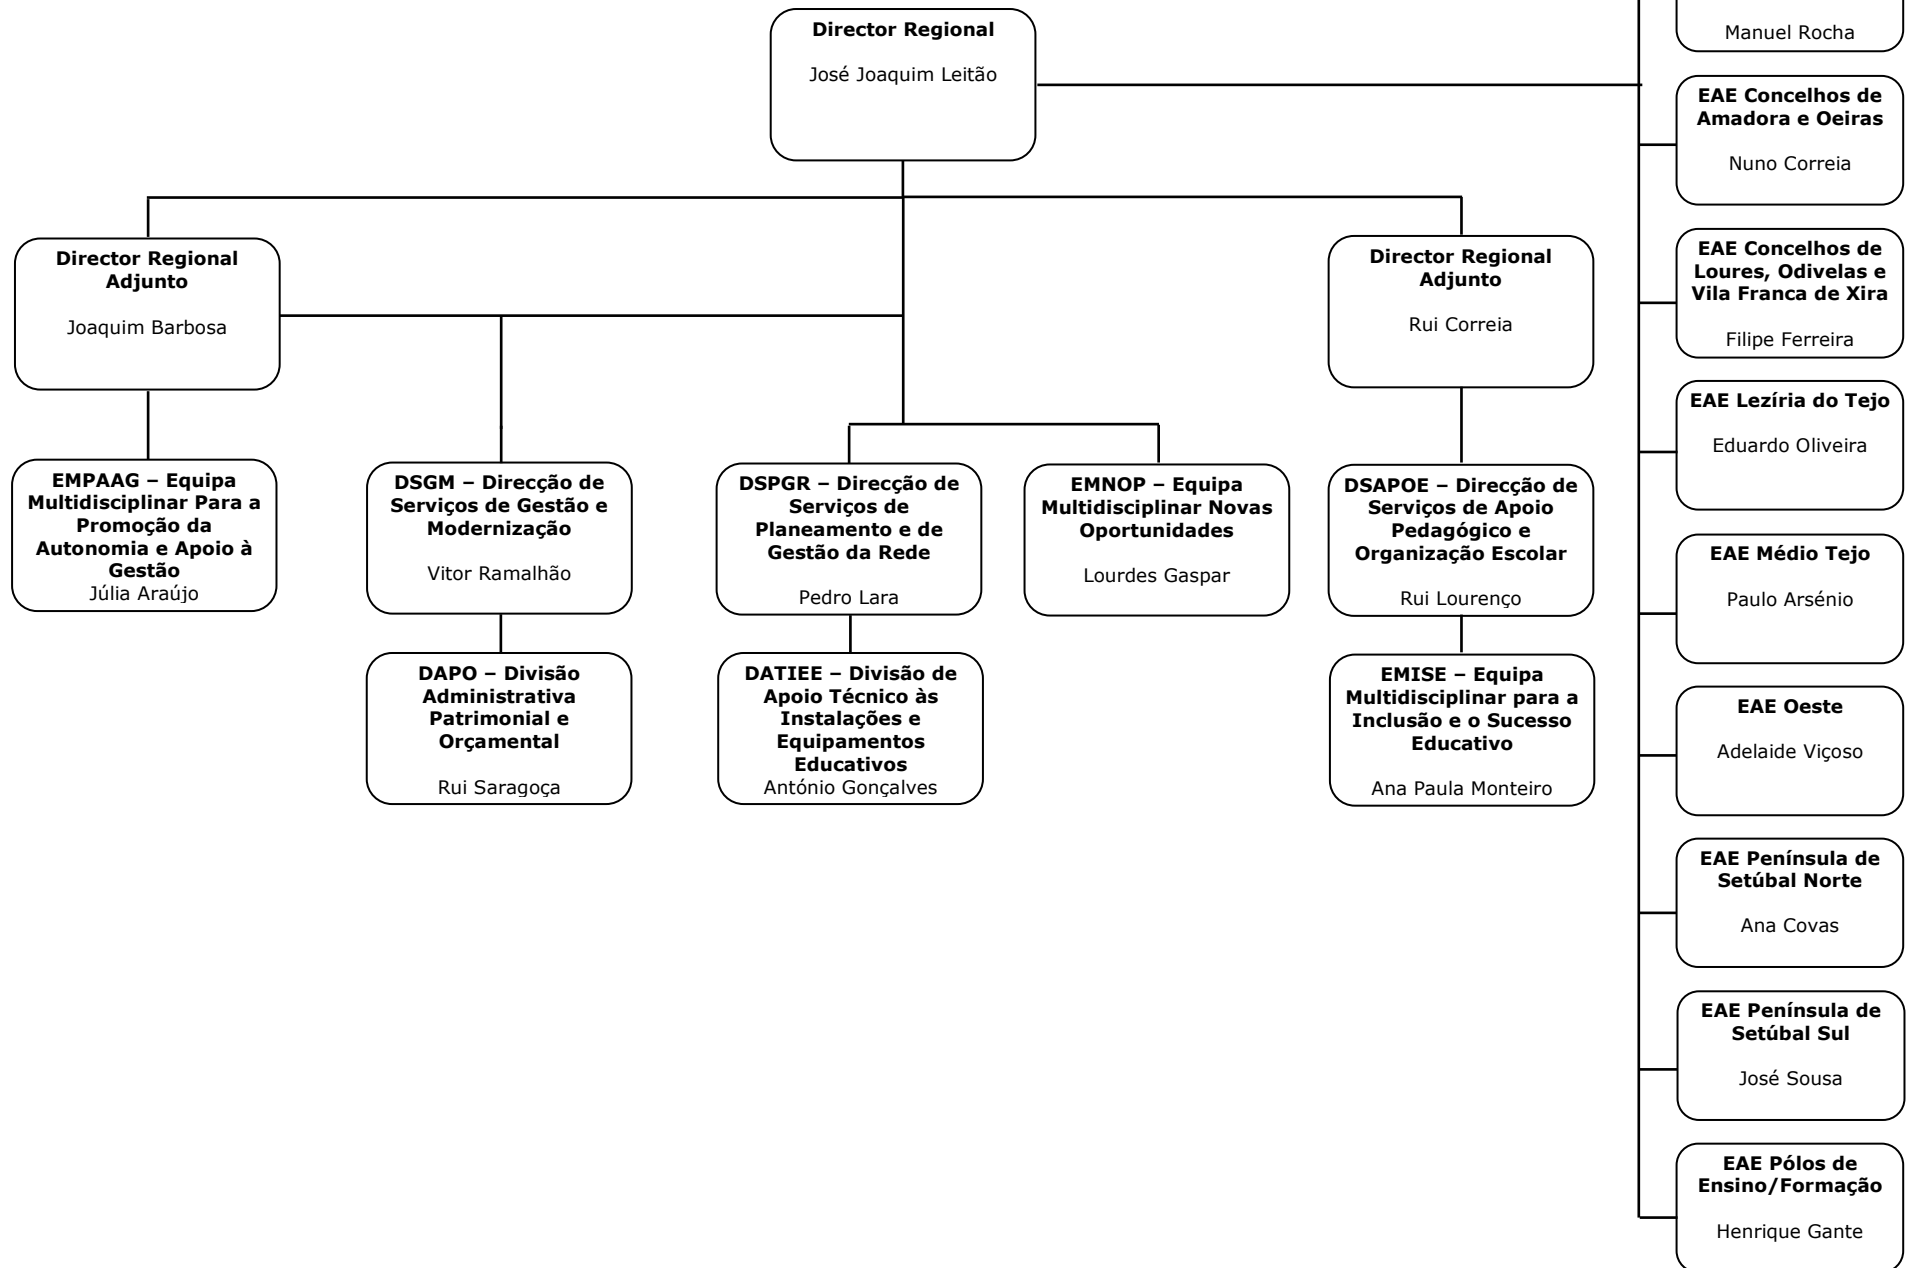 Director Regional
José Joaquim Leitão
Director Regional
Adjunto
Joaquim Barbosa
Director Regional
Adjunto
Rui Correia
EMPAAG – Equipa
Multidisciplinar Para a
Promoção da
Autonomia e Apoio à
Gestão
Júlia Araújo
DSGM – Direcção de
Serviços de Gestão e
Modernização
Vitor Ramalhão
DSPGR – Direcção de
Serviços de
Planeamento e de
Gestão da Rede
Pedro Lara
EMNOP – Equipa
Multidisciplinar Novas
Oportunidades
Lourdes Gaspar
DSAPOE – Direcção de
Serviços de Apoio
Pedagógico e
Organização Escolar
Rui Lourenço
DAPO – Divisão
Administrativa
Patrimonial e
Orçamental
Rui Saragoça
DATIEE – Divisão de
Apoio Técnico às
Instalações e
Equipamentos
Educativos
António Gonçalves
EMISE – Equipa
Multidisciplinar para a
Inclusão e o Sucesso
Educativo
Ana Paula Monteiro
Manuel Rocha
EAE Concelhos de
Amadora e Oeiras
Nuno Correia
EAE Concelhos de
Loures, Odivelas e
Vila Franca de Xira
Filipe Ferreira
EAE Lezíria do Tejo
Eduardo Oliveira
EAE Médio Tejo
Paulo Arsénio
EAE Oeste
Adelaide Viçoso
EAE Península de
Setúbal Norte
Ana Covas
EAE Península de
Setúbal Sul
José Sousa
EAE Pólos de
Ensino/Formação
Henrique Gante